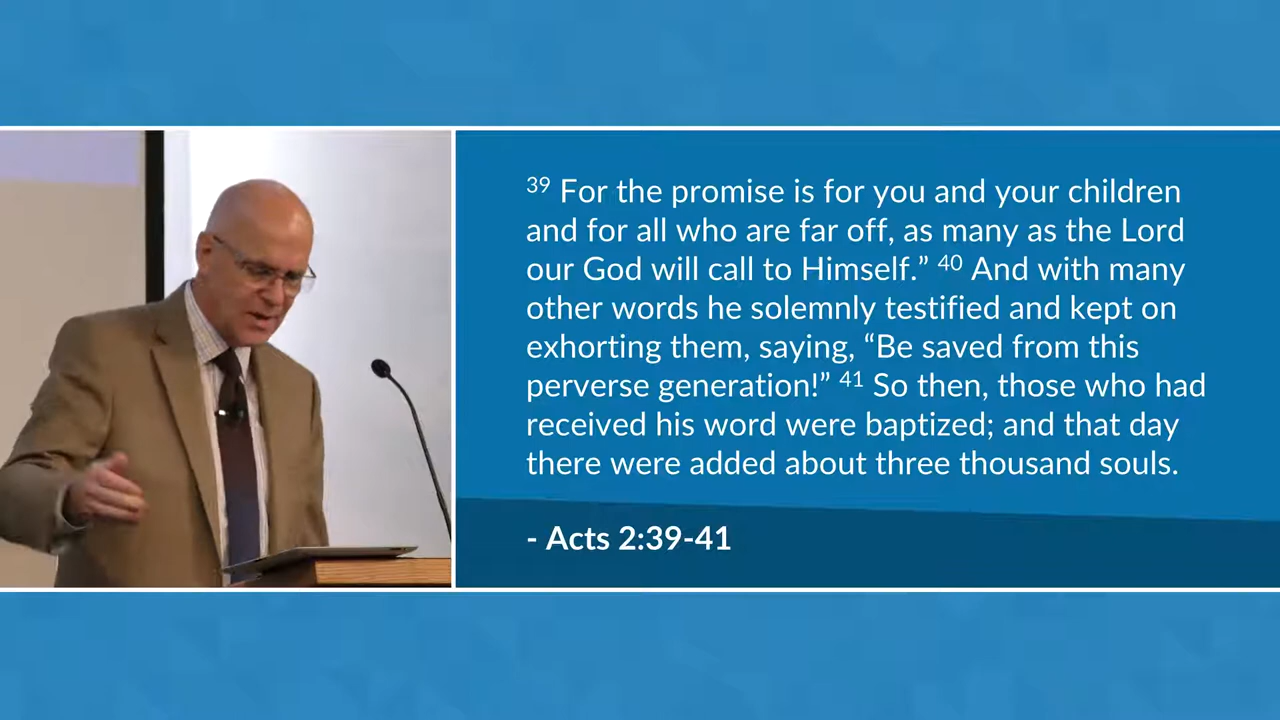 39 For the promise is for you and your children
and for all who are far off, as many as the Lord
our God will call to Himself.” 40 And with many
other words he solemnly testified and kept on
exhorting them, saying, “Be saved from this
perverse generation!” 41 So then, those who had
received his word were baptized; and that day
there were added about three thousand souls.
- Acts 2:39-41